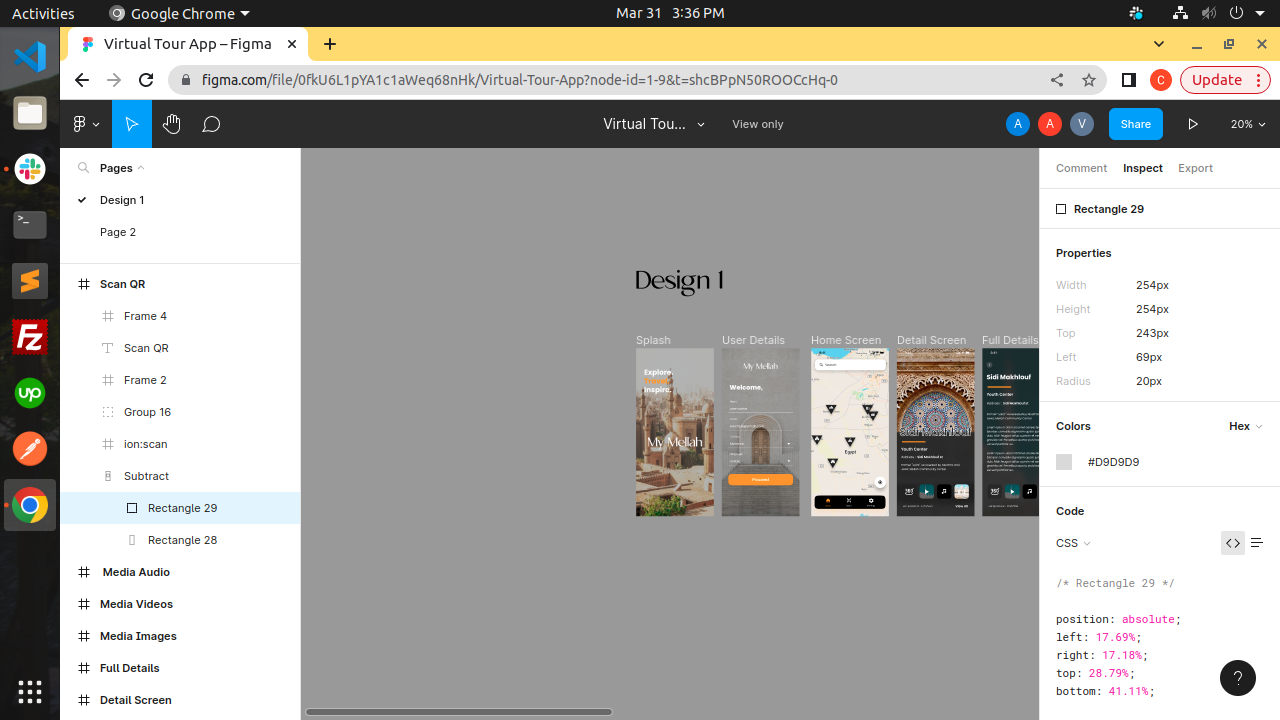 Activities
Google Chrome
Mar 31 3:36 PM
Virtual Tour App – Figma
figma.com/file/0fkU6L1pYA1c1aWeq68nHk/Virtual-Tour-App?node-id=1-9&t=shcBPpN50ROOCcHq-0
C
Update
Virtual Tou...
View only
A
A
V
Share
20%
Pages
Design 1
Page 2
Scan QR
Frame 4
Scan QR
Frame 2
Group 16
ion:scan
Subtract
Rectangle 29
Rectangle 28
Media Audio
Media Videos
Media Images
Full Details
Detail Screen
Design 1
Splash
User Details
Home Screen
Detail Screen
Full Details
Explore.
Inspire.
My Mellah
My Mellah
Welcome,
Proceed
Search
Egypt
Sidi Makhlouf
Youth Center
Sidi Makhlouf
Youth Center
Comment
Inspect
Export
Rectangle 29
Properties
Width 254px
Height 254px
Top 243px
Left 69px
Radius 20px
Colors
Hex
#D9D9D9
Code
CSS
/* Rectangle 29 */
position: absolute;
left: 17.69%;
right: 17.18%;
top: 28.79%;
bottom: 41.11%;
?